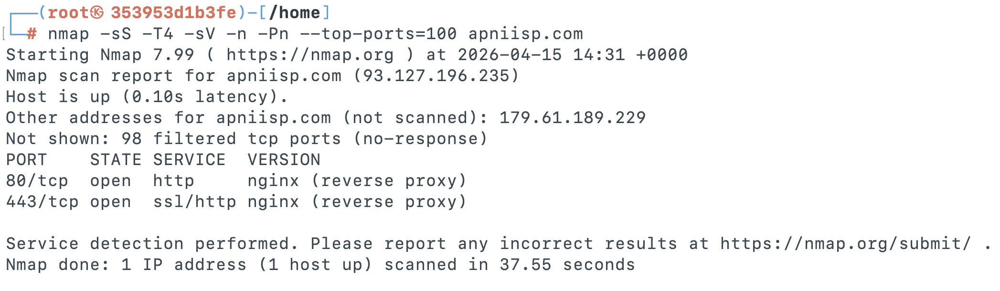 ┌──(root㉿353953d1b3fe)-[/home]
└─# nmap -sS -T4 -sV -n -Pn --top-ports=100 apniisp.com
Starting Nmap 7.99 ( https://nmap.org ) at 2026-04-15 14:31 +0000
Nmap scan report for apniisp.com (93.127.196.235)
Host is up (0.10s latency).
Other addresses for apniisp.com (not scanned): 179.61.189.229
Not shown: 98 filtered tcp ports (no-response)
PORT    STATE SERVICE  VERSION
80/tcp  open  http     nginx (reverse proxy)
443/tcp open  ssl/http nginx (reverse proxy)

Service detection performed. Please report any incorrect results at https://nmap.org/submit/ .
Nmap done: 1 IP address (1 host up) scanned in 37.55 seconds